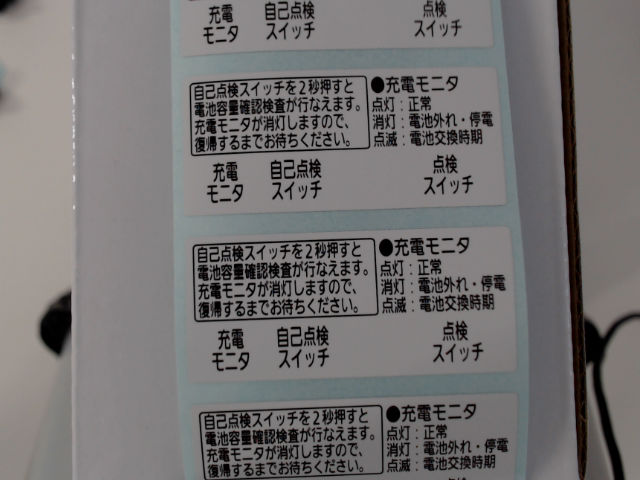 充電 自己点検 点検
モニタ スイッチ スイッチ
自己点検スイッチを2秒押すと
電池容量確認検査が行なえます。
充電モニタが消灯しますので、
復帰するまでお待ちください。
●充電モニタ
点灯：正常
消灯：電池外れ・停電
点滅：電池交換時期
充電 自己点検 点検
モニタ スイッチ スイッチ
自己点検スイッチを2秒押すと
電池容量確認検査が行なえます。
充電モニタが消灯しますので、
復帰するまでお待ちください。
●充電モニタ
点灯：正常
消灯：電池外れ・停電
点滅：電池交換時期
充電 自己点検 点検
モニタ スイッチ スイッチ
自己点検スイッチを2秒押すと
電池容量確認検査が行なえます。
充電モニタが消灯しますので、
復帰するまでお待ちください。
●充電モニタ
点灯：正常
消灯：電池外れ・停電
点滅：電池交換時期